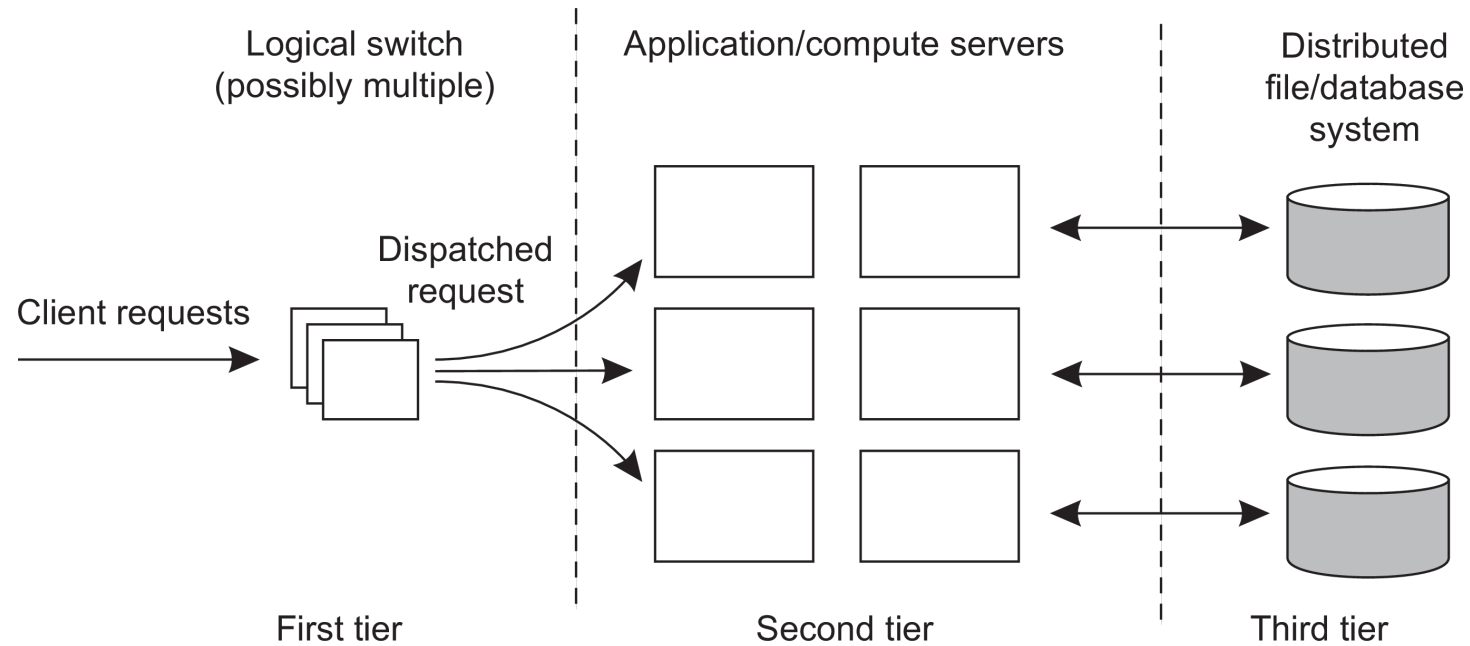 Logical switch
(possibly multiple)
Application/compute servers
Distributed
file/database
system
Dispatched
request
Client requests
First tier
Second tier
Third tier